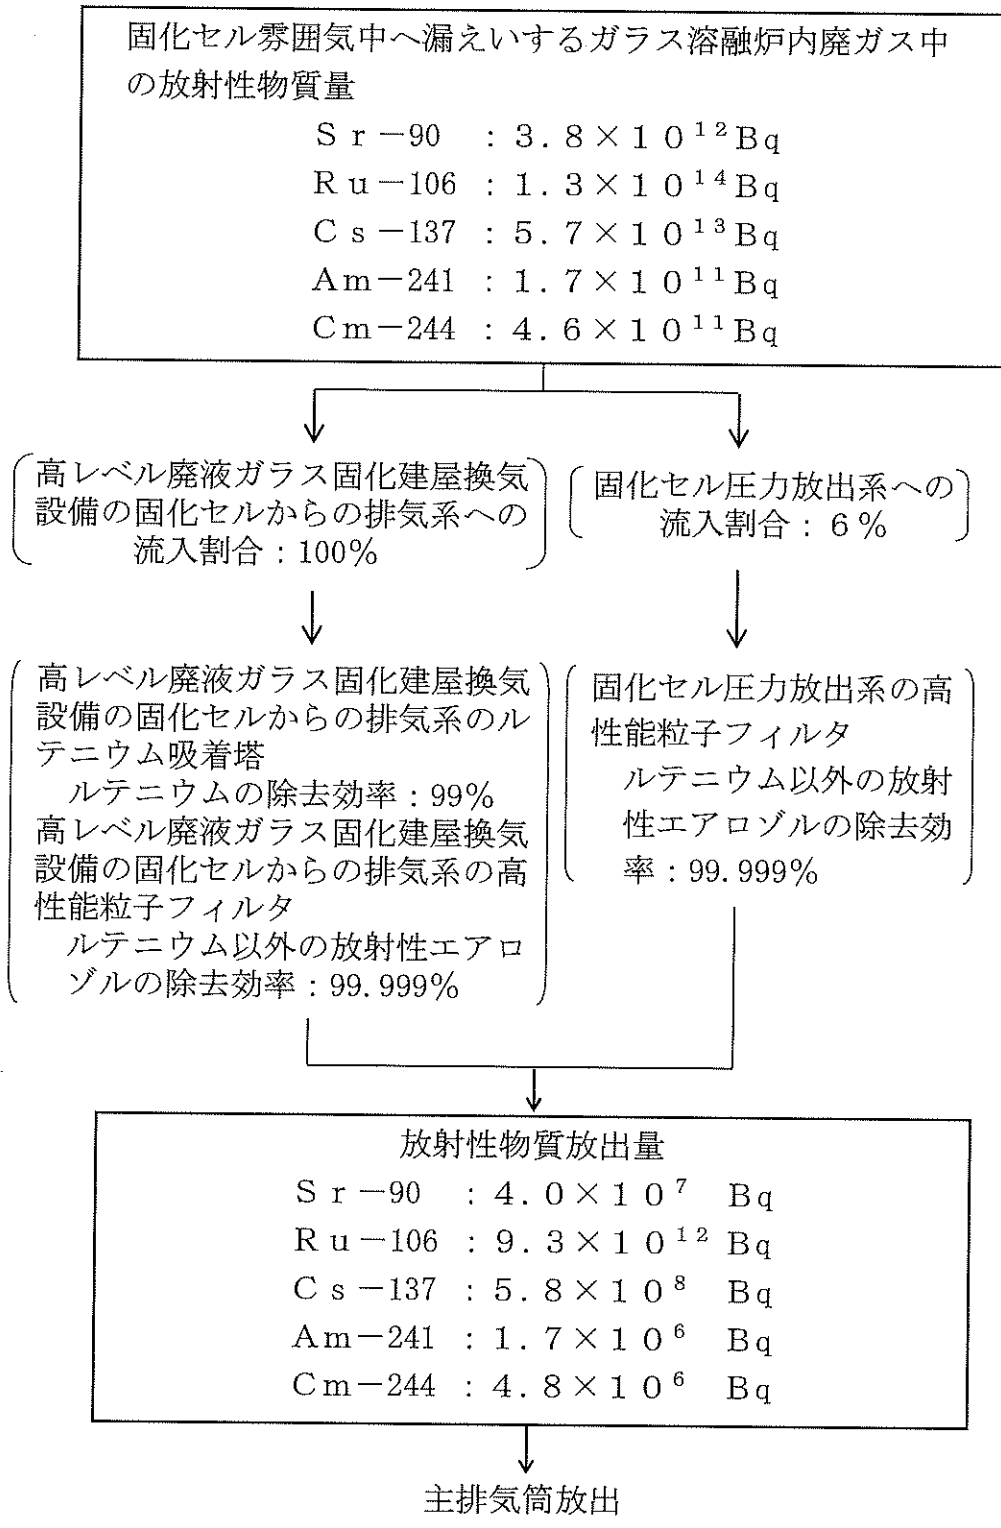 固化セル雰囲気中へ漏えいするガラス溶融炉内廃ガス中
の放射性物質量
Ｓｒ－90 ：３.８×１０¹²Bq
Ｒｕ－106 ：１.３×１０¹⁴Bq
Ｃｓ－137 ：５.７×１０¹³Bq
Am－241 ：１.７×１０¹¹Bq
Cm－244 ：４.６×１０¹¹Bq
高レベル廃液ガラス固化建屋換気
設備の固化セルからの排気系への
流入割合：100％
固化セル圧力放出系への
流入割合：６％
高レベル廃液ガラス固化建屋換気
設備の固化セルからの排気系のル
テニウム吸着塔
ルテニウムの除去効率：99％
高レベル廃液ガラス固化建屋換気
設備の固化セルからの排気系の高
性能粒子フィルタ
ルテニウム以外の放射性エアロ
ゾルの除去効率：99.999％
固化セル圧力放出系の高
性能粒子フィルタ
ルテニウム以外の放射
性エアロゾルの除去効
率：99.999％
放射性物質放出量
Ｓｒ－90 ：４.０×１０⁷ Bq
Ｒｕ－106 ：９.３×１０¹² Bq
Ｃｓ－137 ：５.８×１０⁸ Bq
Am－241 ：１.７×１０⁶ Bq
Cm－244 ：４.８×１０⁶ Bq
主排気筒放出